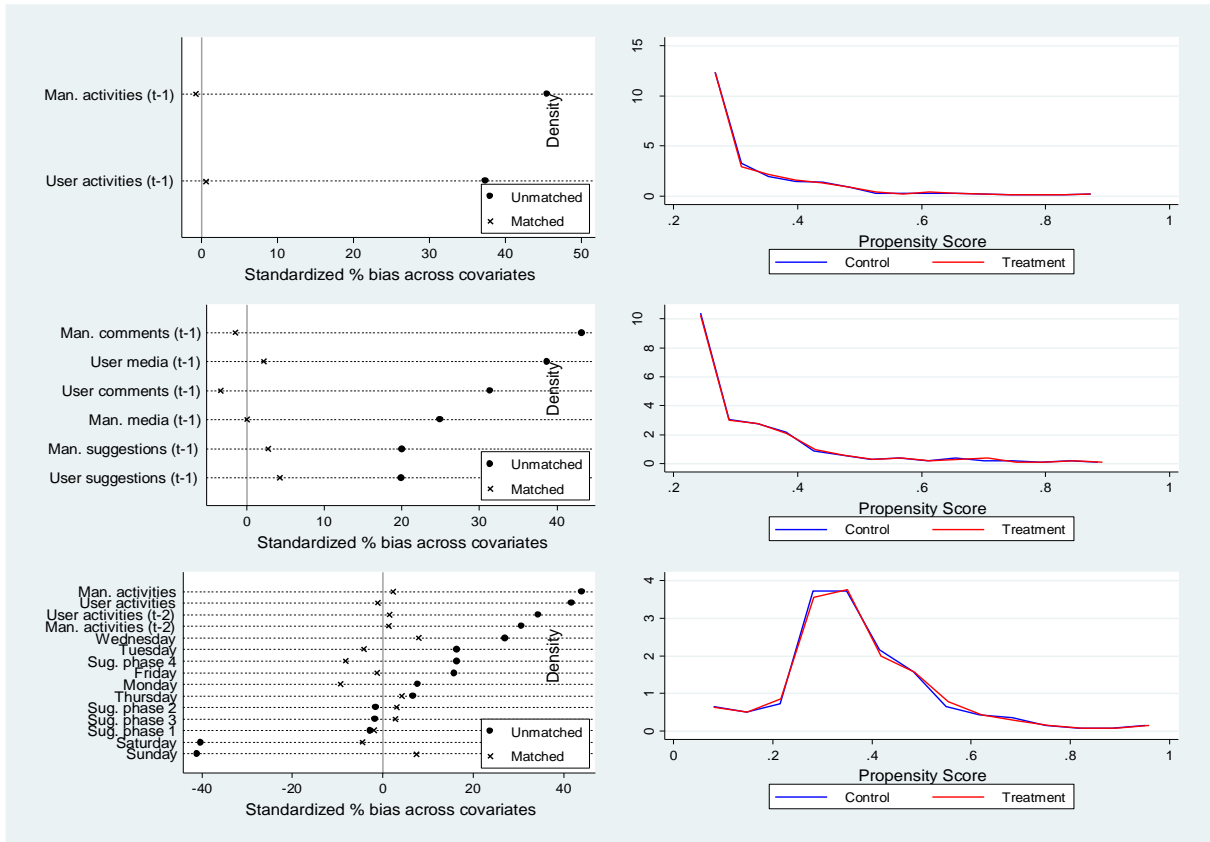 Man. activities (t-1)
User activities (t-1)
Density
Unmatched
Matched
0 10 20 30 40 50
Standardized % bias across covariates
15
10
5
0
.2 .4 .6 .8 1
Propensity Score
Control Treatment
Man. comments (t-1)
User media (t-1)
User comments (t-1)
Man. media (t-1)
Man. suggestions (t-1)
User suggestions (t-1)
Density
Unmatched
Matched
0 10 20 30 40
Standardized % bias across covariates
10
8
6
4
2
0
.2 .4 .6 .8 1
Propensity Score
Control Treatment
Man. activities
User activities
User activities (t-2)
Man. activities (t-2)
Wednesday
Tuesday
Sug. phase 4
Friday
Monday
Thursday
Sug. phase 2
Sug. phase 3
Sug. phase 1
Saturday
Sunday
Density
Unmatched
Matched
-40 -20 0 20 40
Standardized % bias across covariates
4
3
2
1
0
0 .2 .4 .6 .8 1
Propensity Score
Control Treatment